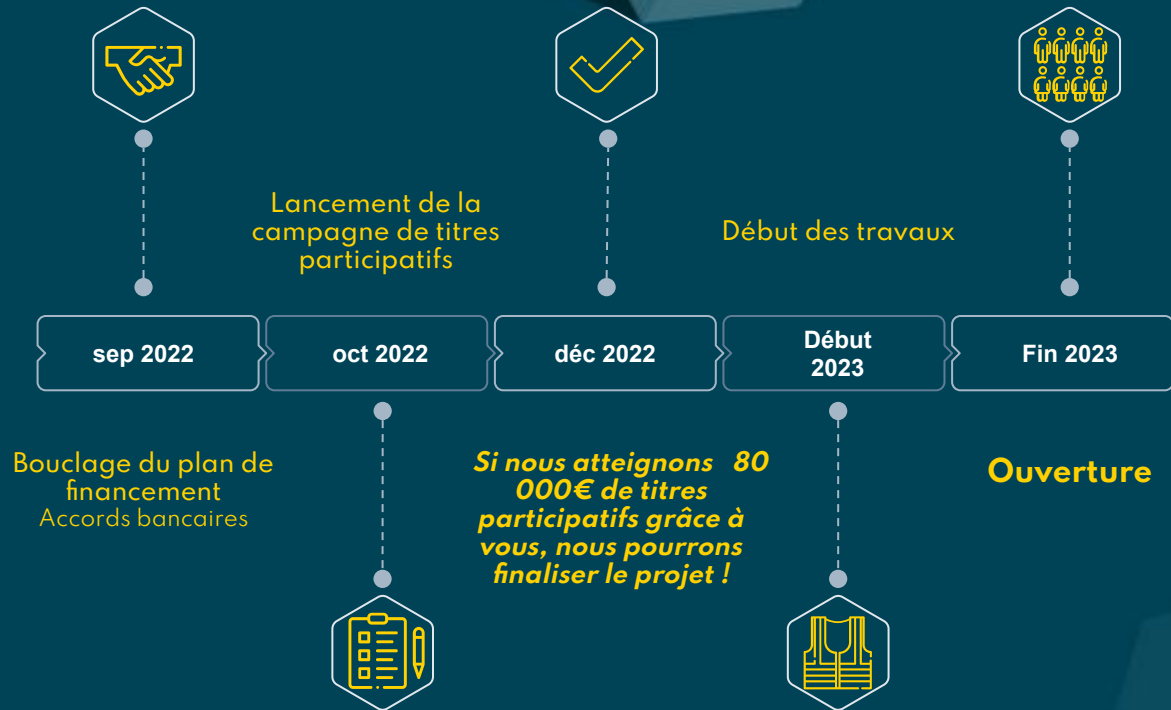 Lancement de la
campagne de titres
participatifs
Début des travaux
sep 2022
oct 2022
déc 2022
Début
2023
Fin 2023
Bouclage du plan de
financement
Accords bancaires
Si nous atteignons 80
000€ de titres
participatifs grâce à
vous, nous pourrons
finaliser le projet !
Ouverture